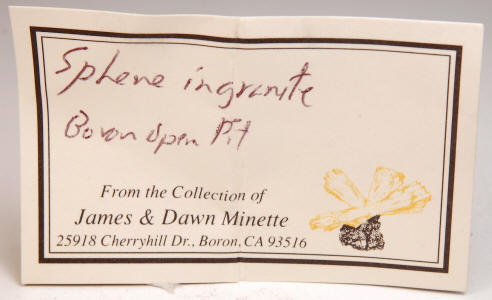 Sphene in granite
Boron Open Pit
From the Collection of
James & Dawn Minette
25918 Cherryhill Dr., Boron, CA 93516